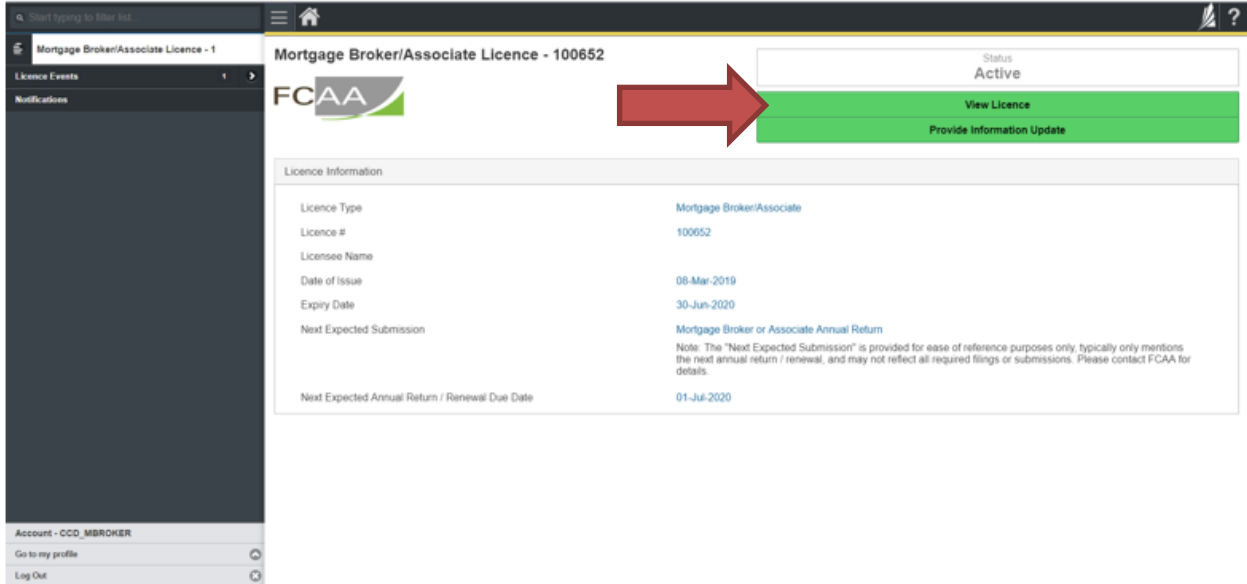 Start typing to filter list...
Mortgage Broker/Associate Licence - 1
Licence Events 1
Notifications
Account - CCD_MBROKER
Go to my profile
Log Out
?
Mortgage Broker/Associate Licence - 100652
FCAA
Status
Active
View Licence
Provide Information Update
Licence Information
Licence Type Mortgage Broker/Associate
Licence # 100652
Licensee Name
Date of Issue 08-Mar-2019
Expiry Date 30-Jun-2020
Next Expected Submission Mortgage Broker or Associate Annual Return
Note: The "Next Expected Submission" is provided for ease of reference purposes only, typically only mentions
the next annual return / renewal, and may not reflect all required filings or submissions. Please contact FCAA for
details.
Next Expected Annual Return / Renewal Due Date 01-Jul-2020